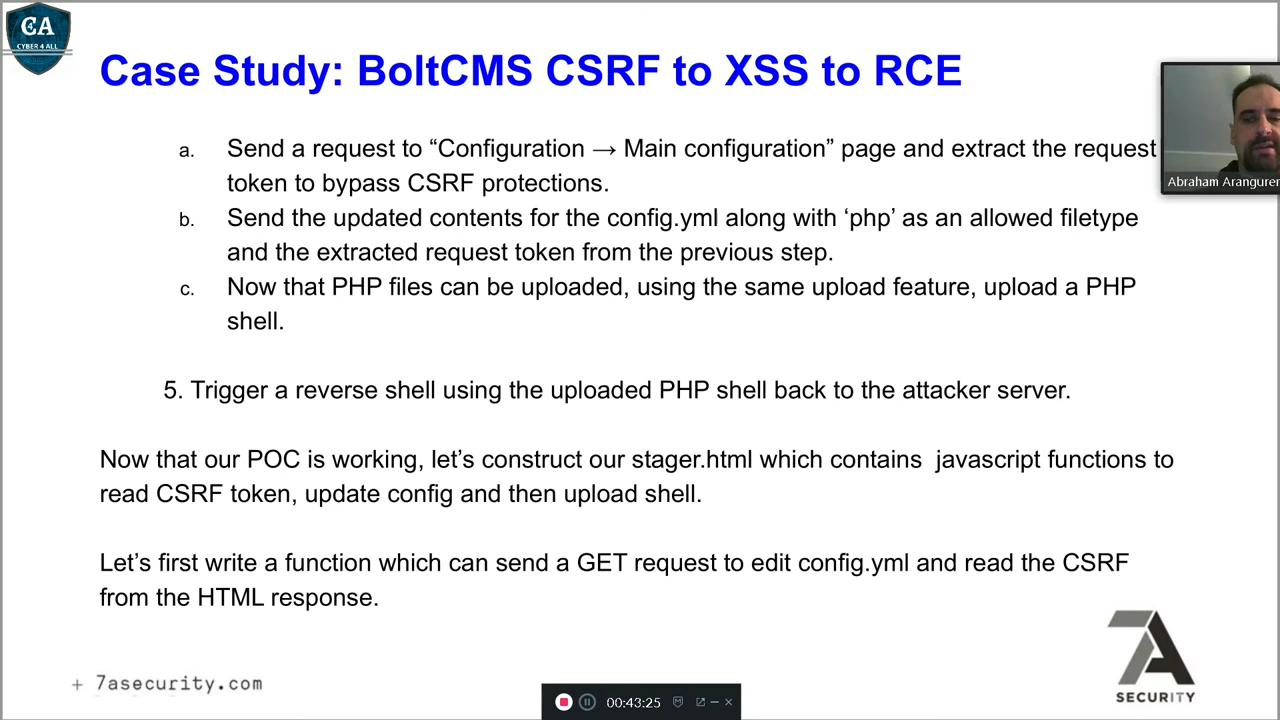 CA
CYBER 4 ALL
Case Study: BoltCMS CSRF to XSS to RCE
a. Send a request to “Configuration → Main configuration” page and extract the request
token to bypass CSRF protections.
b. Send the updated contents for the config.yml along with ‘php’ as an allowed filetype
and the extracted request token from the previous step.
c. Now that PHP files can be uploaded, using the same upload feature, upload a PHP
shell.
Abraham Aranguren
5. Trigger a reverse shell using the uploaded PHP shell back to the attacker server.
Now that our POC is working, let’s construct our stager.html which contains javascript functions to
read CSRF token, update config and then upload shell.
Let’s first write a function which can send a GET request to edit config.yml and read the CSRF
from the HTML response.
+ 7asecurity.com
7A
SECURITY
00:43:25